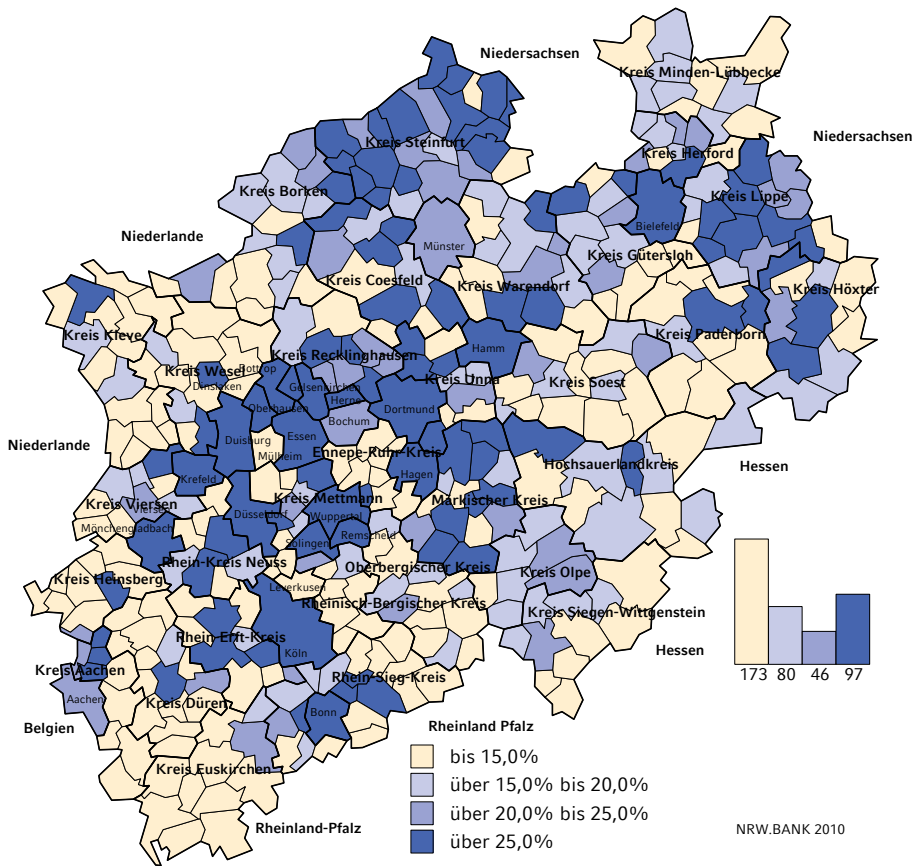 Niedersachsen
Kreis Minden-Lübbecke
Niedersachsen
Kreis Steinfurt
Kreis Herford
Kreis Borken
Kreis Lippe
Bielefeld
Niederlande
Münster
Kreis Gütersloh
Kreis Coesfeld
Kreis Warendorf
Kreis Höxter
Kreis Kleve
Kreis Paderborn
Hamm
Kreis Recklinghausen
Kreis Wesel
Bottrop
Kreis Unna
Kreis Soest
Dinslaken
Gelsenkirchen
Herne
Oberhausen
Dortmund
Bochum
Niederlande
Duisburg
Essen
Mülheim
Ennepe-Ruhr-Kreis
Hochsauerlandkreis
Hessen
Krefeld
Hagen
Kreis Viersen
Viersen
Kreis Mettmann
Märkischer Kreis
Düsseldorf
Wuppertal
Mönchengladbach
Remscheid
Solingen
Rhein-Kreis Neuss
Oberbergischer Kreis
Kreis Olpe
Kreis Heinsberg
Leverkusen
Rheinisch-Bergischer Kreis
Kreis Siegen-Wittgenstein
Rhein-Erft-Kreis
Köln
Hessen
Kreis Aachen
Rhein-Sieg-Kreis
173 80 46 97
Aachen
Kreis Düren
Bonn
Belgien
Rheinland Pfalz
bis 15,0%
Kreis Euskirchen
über 15,0% bis 20,0%
über 20,0% bis 25,0%
Rheinland-Pfalz
NRW.BANK 2010
über 25,0%